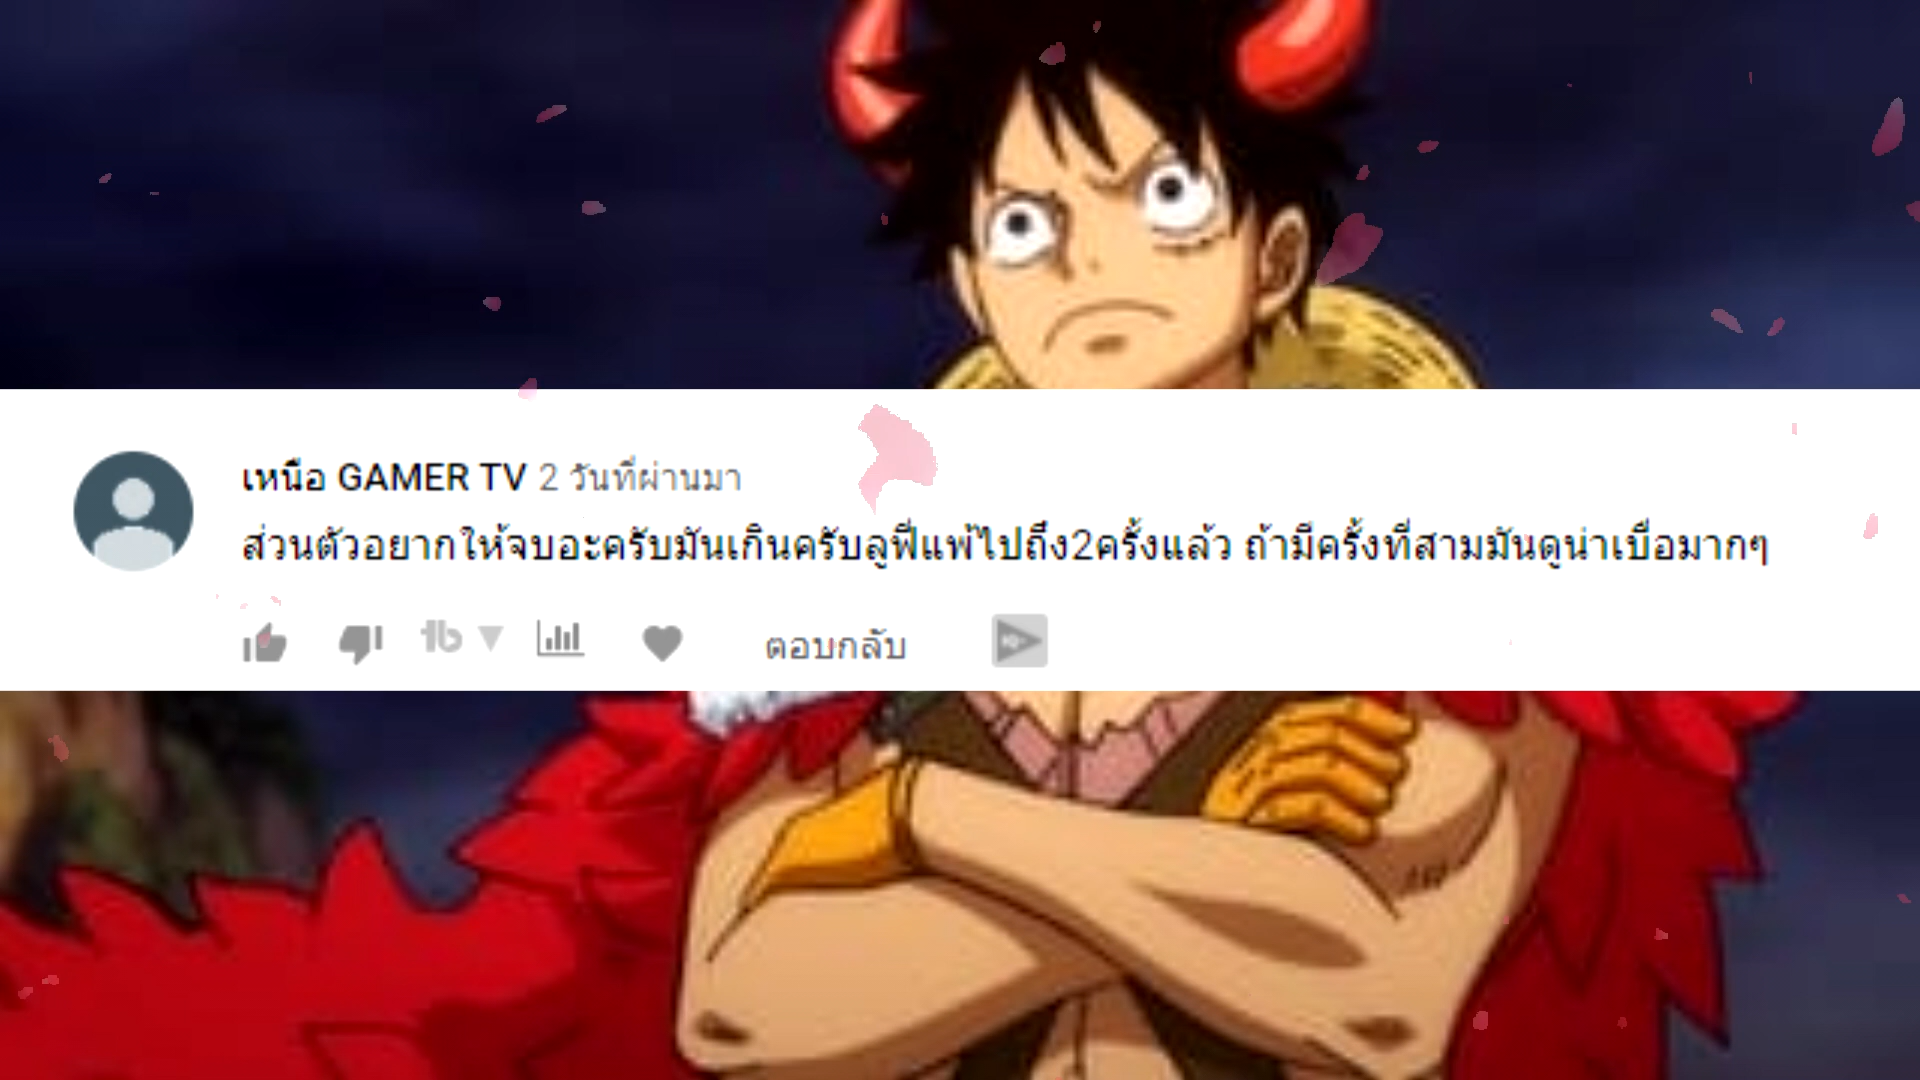 เหนือ GAMER TV 2 วันที่ผ่านมา
ส่วนตัวอยากให้จบอะครับมันเกินครับลูฟี่แพ้ไปถึง2ครั้งแล้ว ถ้ามีครั้งที่สามมันดูน่าเบื่อมากๆ
ตอบกลับ